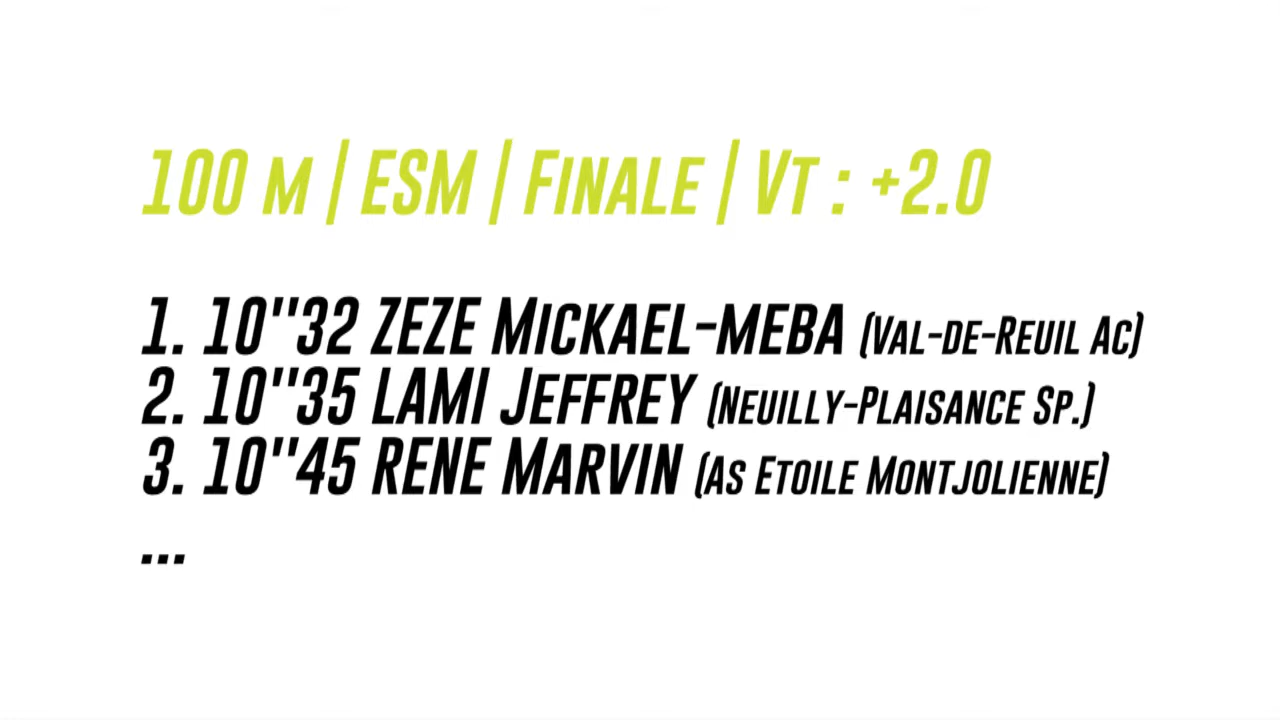 100 m | ESM | Finale | Vt : +2.0
1. 10"32 ZEZE Mickael-meba (Val-de-Reuil Ac)
2. 10"35 LAMI Jeffrey (Neuilly-Plaisance Sp.)
3. 10"45 RENE Marvin (As Etoile Montjolienne)
...